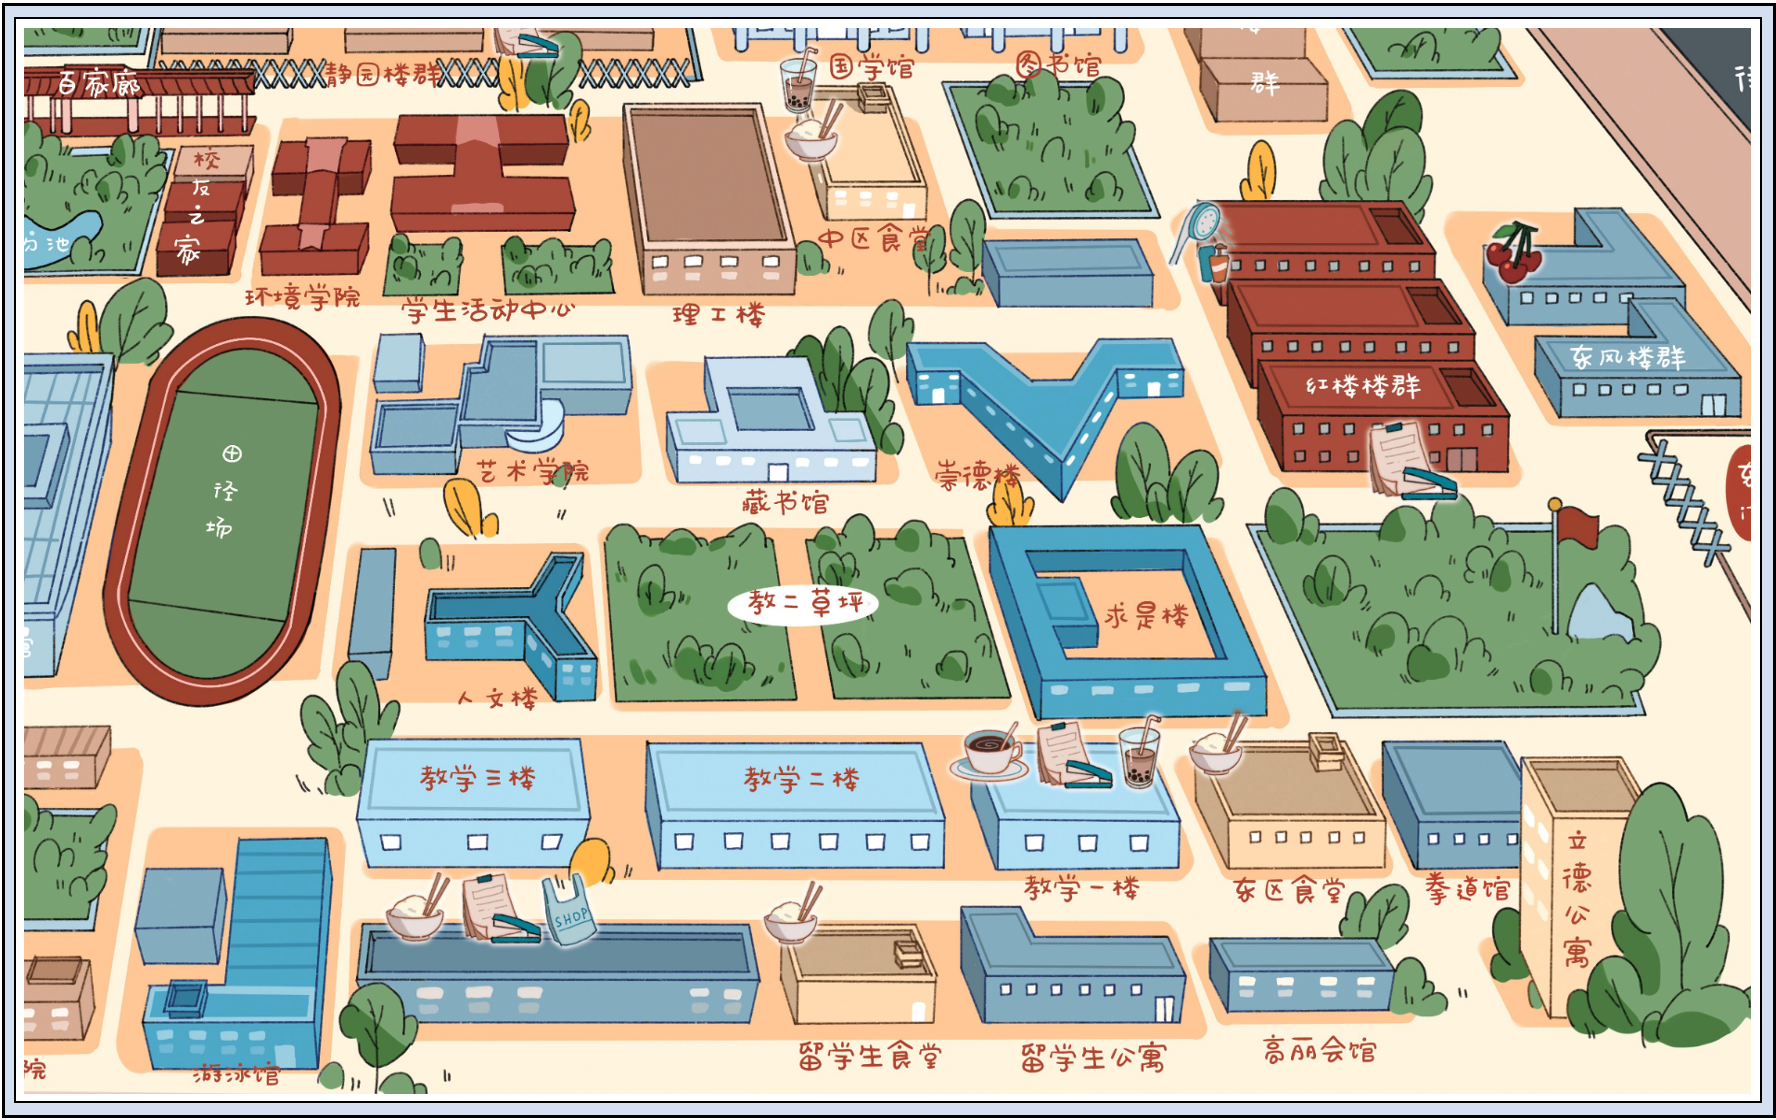 国学馆
图书馆
静园楼群
百家廊
群
校友之家
中区食堂
环境学院
学生活动中心
理工楼
东风楼群
红楼楼群
田径场
艺术学院
崇德楼
藏书馆
教二草坪
求是楼
人文楼
教学三楼
教学二楼
教学一楼
东区食堂
拳道馆
立德公寓
SHOP
留学生食堂
留学生公寓
高丽会馆
游泳馆
院